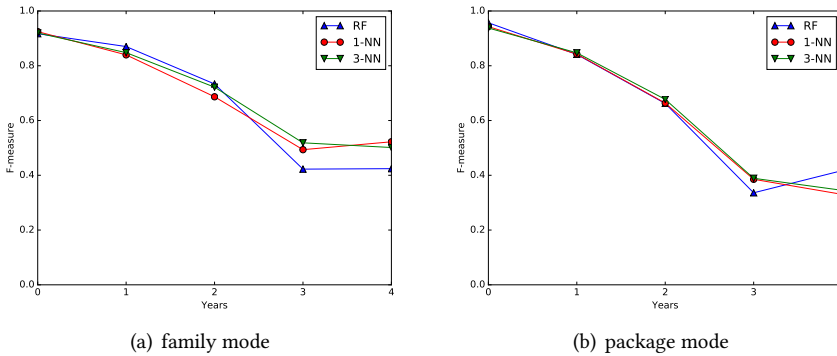 1.0
0.8
0.6
0.4
0.2
0.0
F-measure
0 1 2 3 4
Years
RF
1-NN
3-NN
(a) family mode
1.0
0.8
0.6
0.4
0.2
0.0
F-measure
0 1 2 3
Years
RF
1-NN
3-NN
(b) package mode